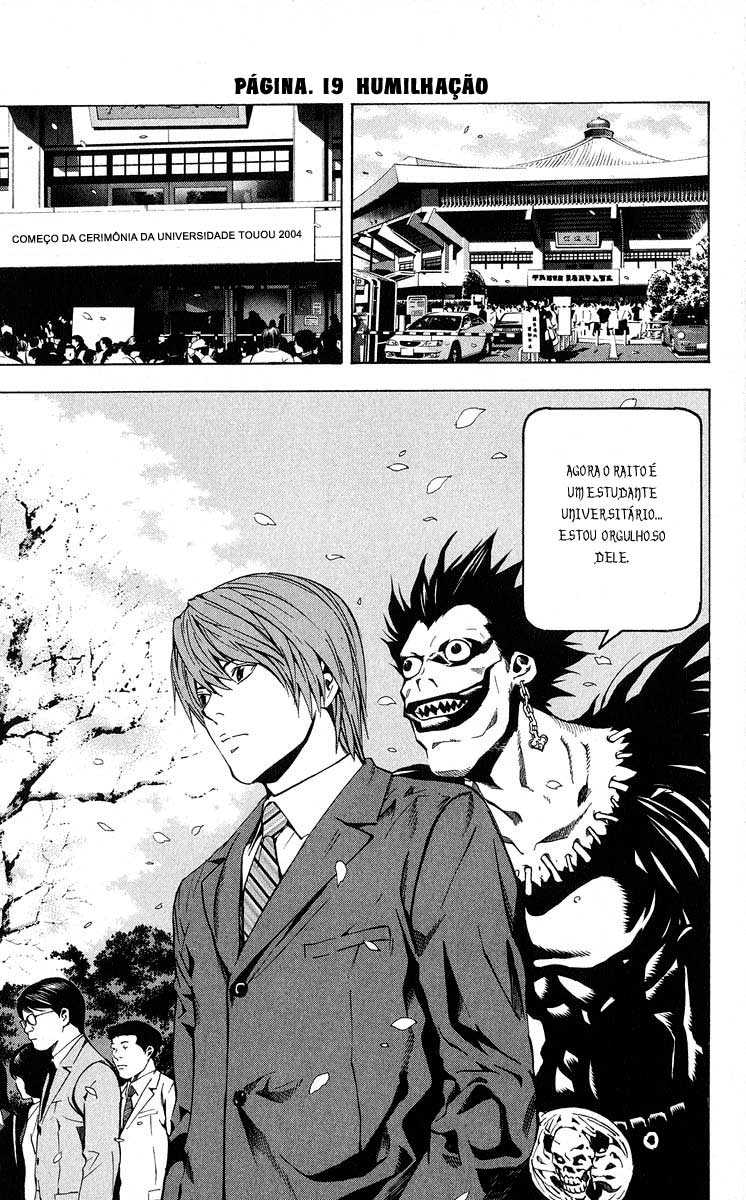 PÁGINA. 19 HUMILHAÇÃO
COMEÇO DA CERIMÔNIA DA UNIVERSIDADE TOUOU 2004
AGORA O RAITO É
UM ESTUDANTE
UNIVERSITÁRIO...
ESTOU ORGULHOSO
DELE.